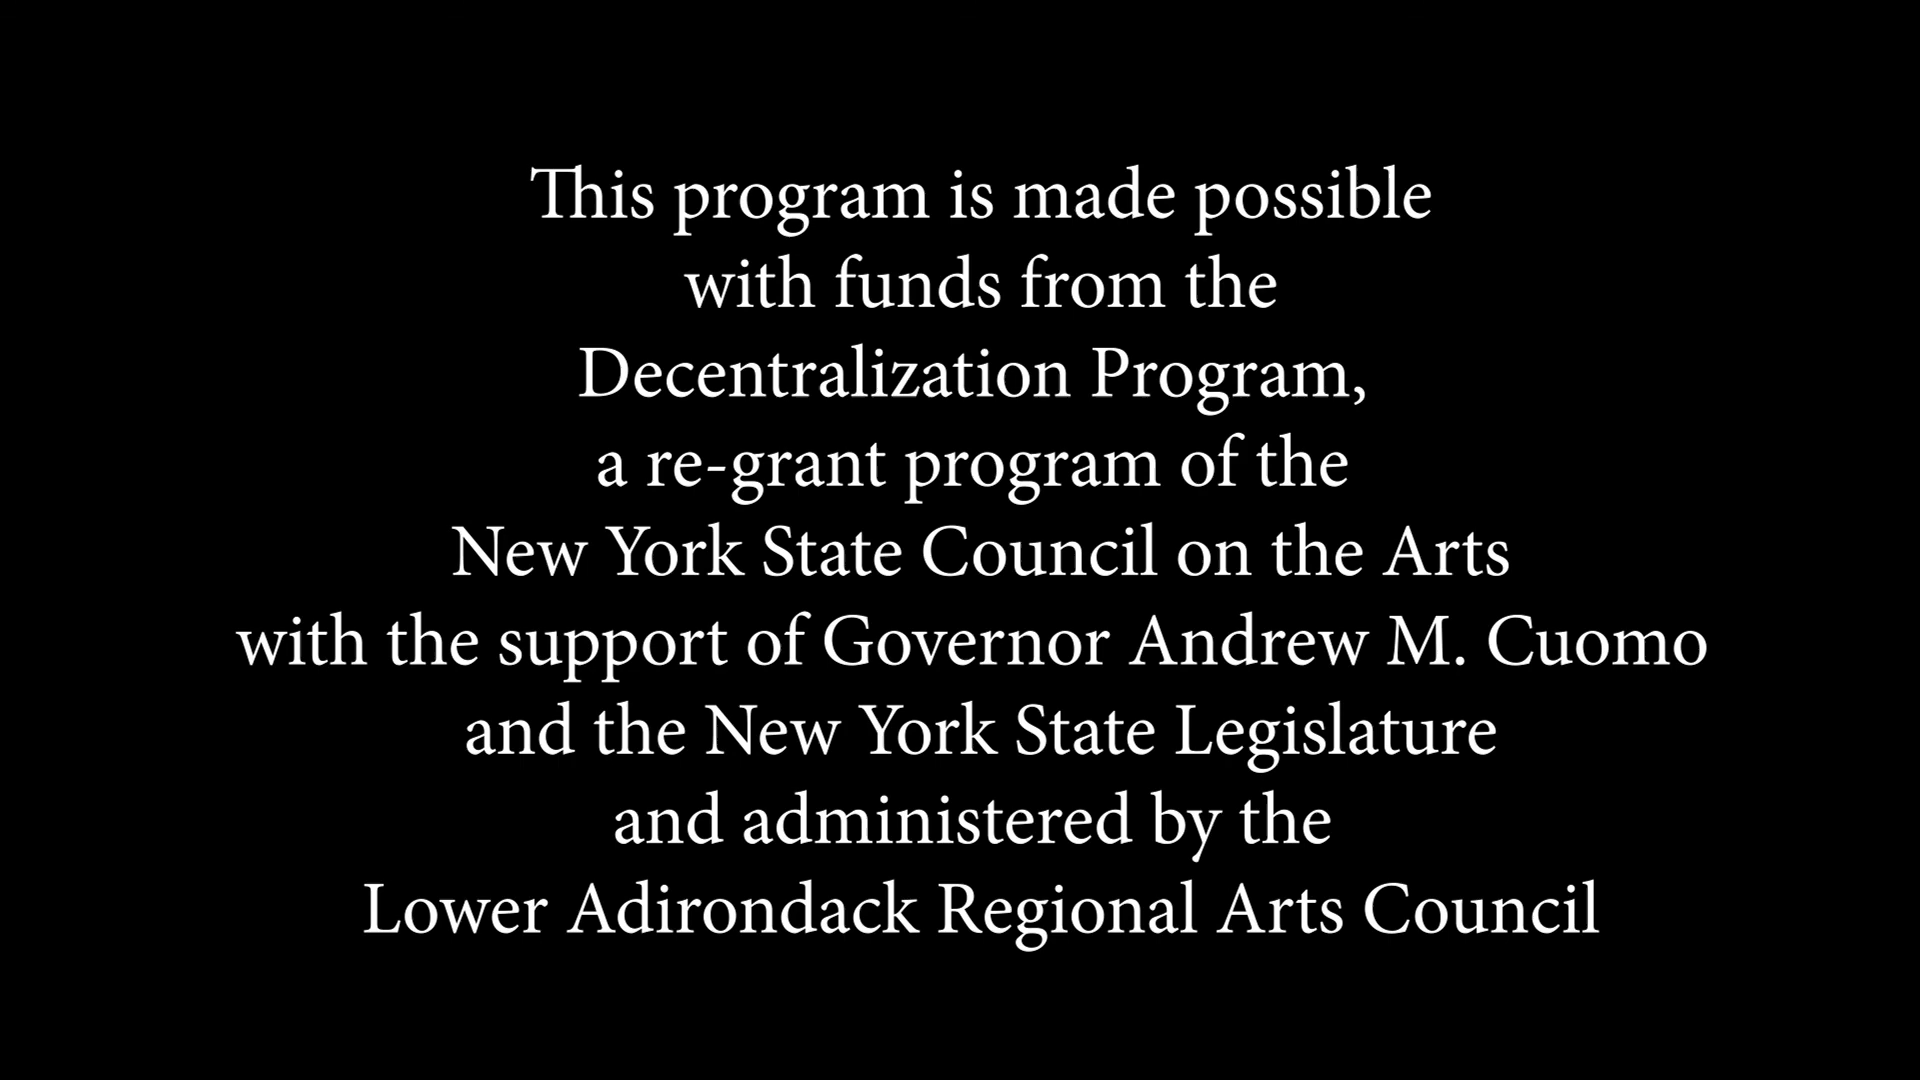 This program is made possible
with funds from the
Decentralization Program,
a re-grant program of the
New York State Council on the Arts
with the support of Governor Andrew M. Cuomo
and the New York State Legislature
and administered by the
Lower Adirondack Regional Arts Council